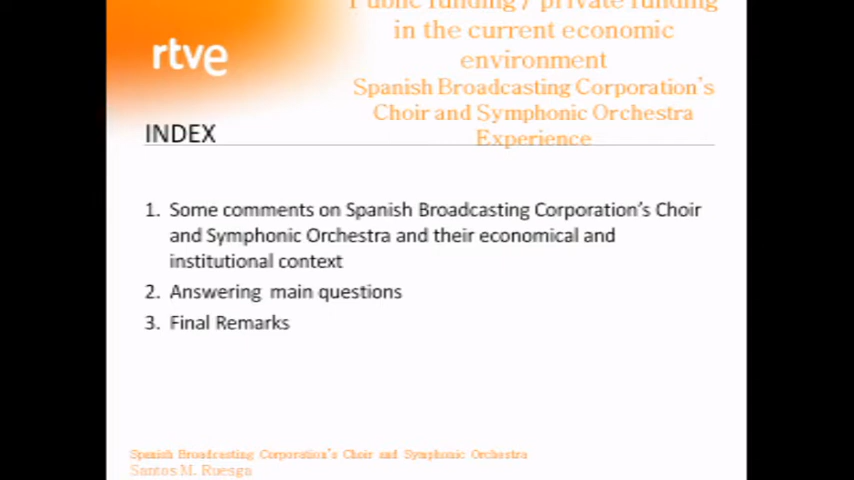 Public funding / private funding
in the current economic
environment
Spanish Broadcasting Corporation's
Choir and Symphonic Orchestra
Experience
rtve
INDEX
1. Some comments on Spanish Broadcasting Corporation's Choir
and Symphonic Orchestra and their economical and
institutional context
2. Answering main questions
3. Final Remarks
Spanish Broadcasting Corporation's Choir and Symphonic Orchestra
Santos M. Ruesga